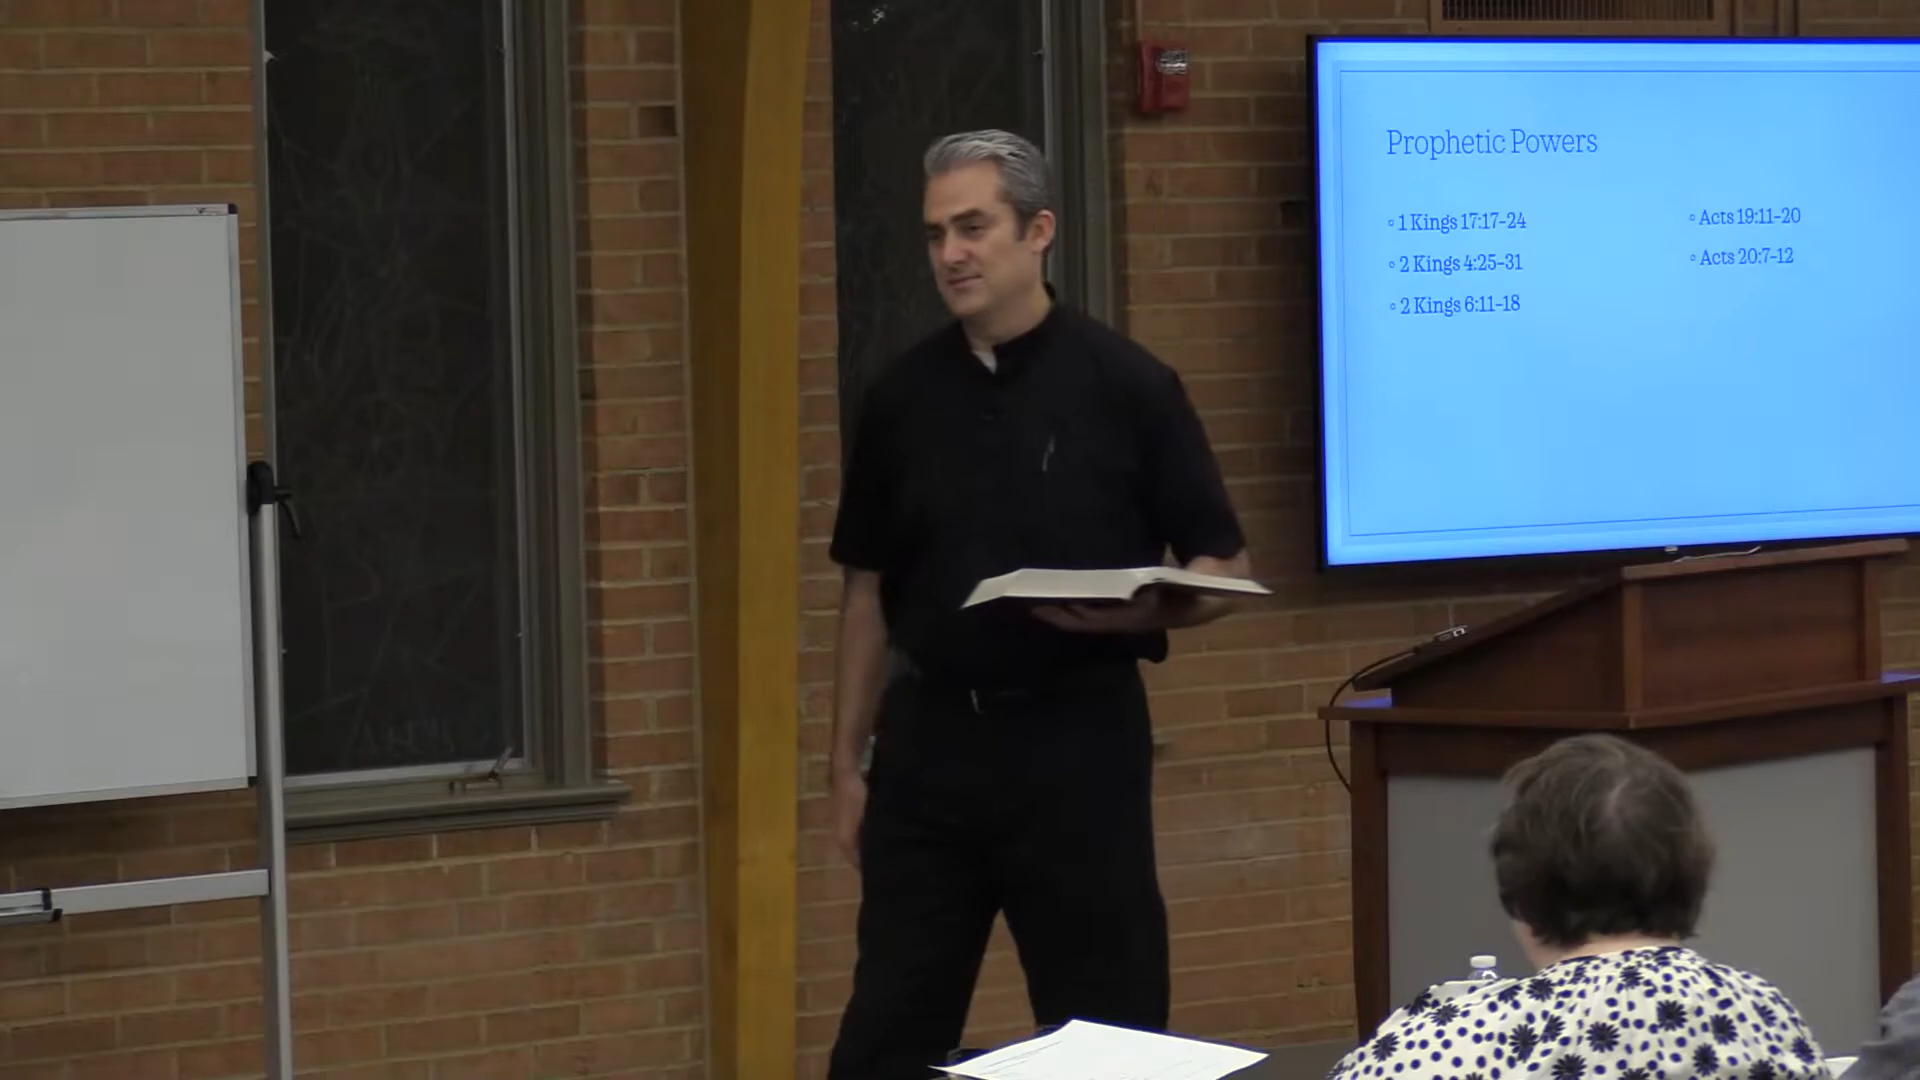 Prophetic Powers
◦ 1 Kings 17:17-24
◦ 2 Kings 4:25-31
◦ 2 Kings 6:11-18
◦ Acts 19:11-20
◦ Acts 20:7-12